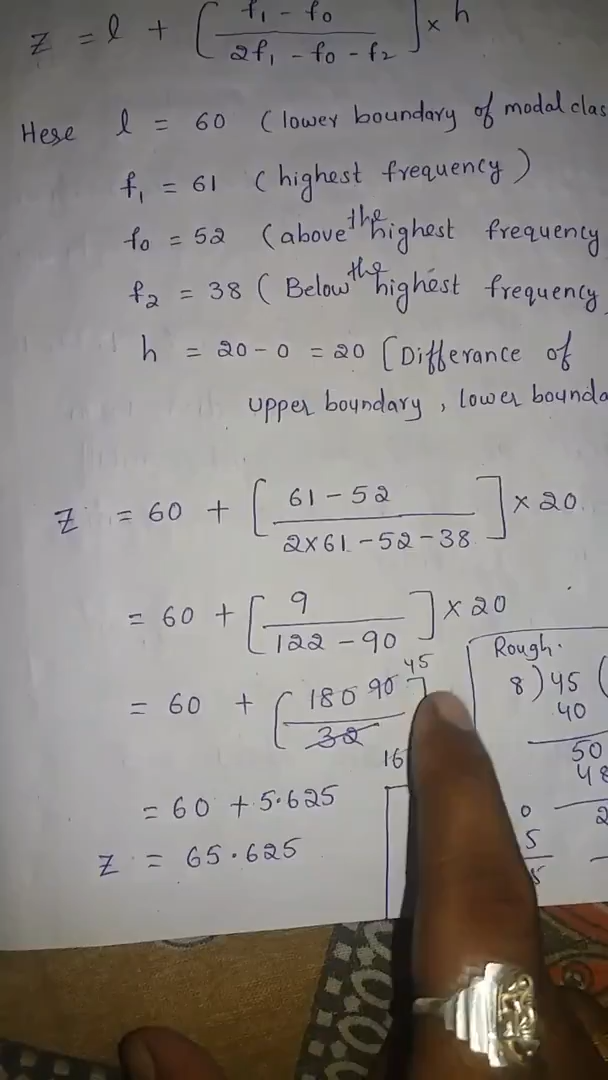 Z = l + [ f1 - f0 / 2f1 - f0 - f2 ] × h
Here l = 60 (lower boundary of modal clas
f1 = 61 (highest frequency)
f0 = 52 (above the highest frequency
f2 = 38 (Below the highest frequency
h = 20-0 = 20 [Differance of
upper boundary, lower bounda
Z = 60 + [ 61-52 / 2×61-52-38 ] × 20
= 60 + [ 9 / 122-90 ] × 20
= 60 + [ 180 90 45 / 32 16 ]
= 60 + 5.625
Z = 65.625
Rough.
8 ) 45 (
40
50
48
2
0
5